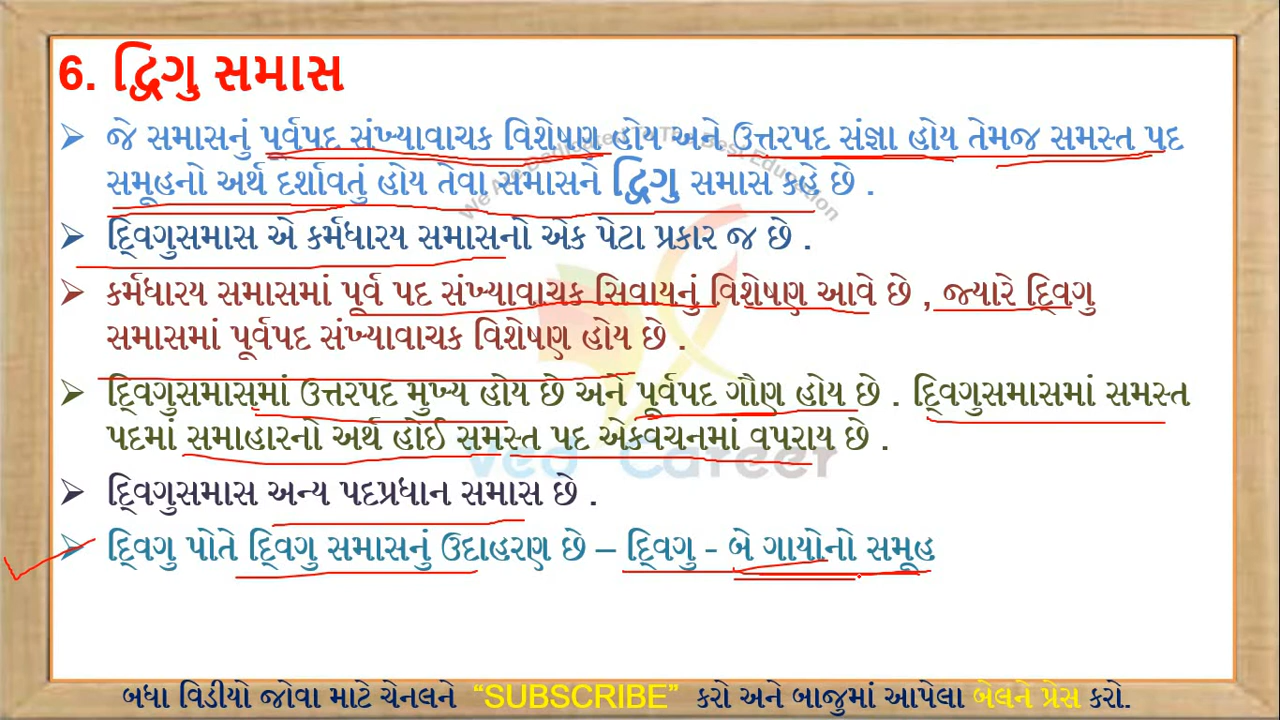 6. દ્વિગુ સમાસ
➢ જે સમાસનું પૂર્વપદ સંખ્યાવાચક વિશેષણ હોય અને ઉત્તરપદ સંજ્ઞા હોય તેમજ સમસ્ત પદ
સમૂહનો અર્થ દર્શાવતું હોય તેવા સમાસને દ્વિગુ સમાસ કહે છે .
➢ દ્વિગુસમાસ એ કર્મધારય સમાસનો એક પેટા પ્રકાર જ છે .
➢ કર્મધારય સમાસમાં પૂર્વ પદ સંખ્યાવાચક સિવાયનું વિશેષણ આવે છે , જ્યારે દ્વિગુ
સમાસમાં પૂર્વપદ સંખ્યાવાચક વિશેષણ હોય છે .
➢ દ્વિગુસમાસમાં ઉત્તરપદ મુખ્ય હોય છે અને પૂર્વપદ ગૌણ હોય છે . દ્વિગુસમાસમાં સમસ્ત
પદમાં સમાહારનો અર્થ હોઈ સમસ્ત પદ એકવચનમાં વપરાય છે .
➢ દ્વિગુસમાસ અન્ય પદપ્રધાન સમાસ છે .
➢ દ્વિગુ પોતે દ્વિગુ સમાસનું ઉદાહરણ છે – દ્વિગુ - બે ગાયોનો સમૂહ
Ved Career
બધા વિડીયો જોવા માટે ચેનલને “SUBSCRIBE” કરો અને બાજુમાં આપેલા બેલને પ્રેસ કરો.